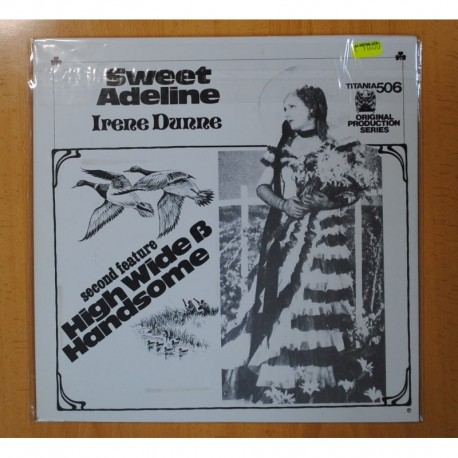 Sweet
Adeline
Irene Dunne
TITANIA 506
ORIGINAL
PRODUCTION
SERIES
second feature
High Wide &
Handsome